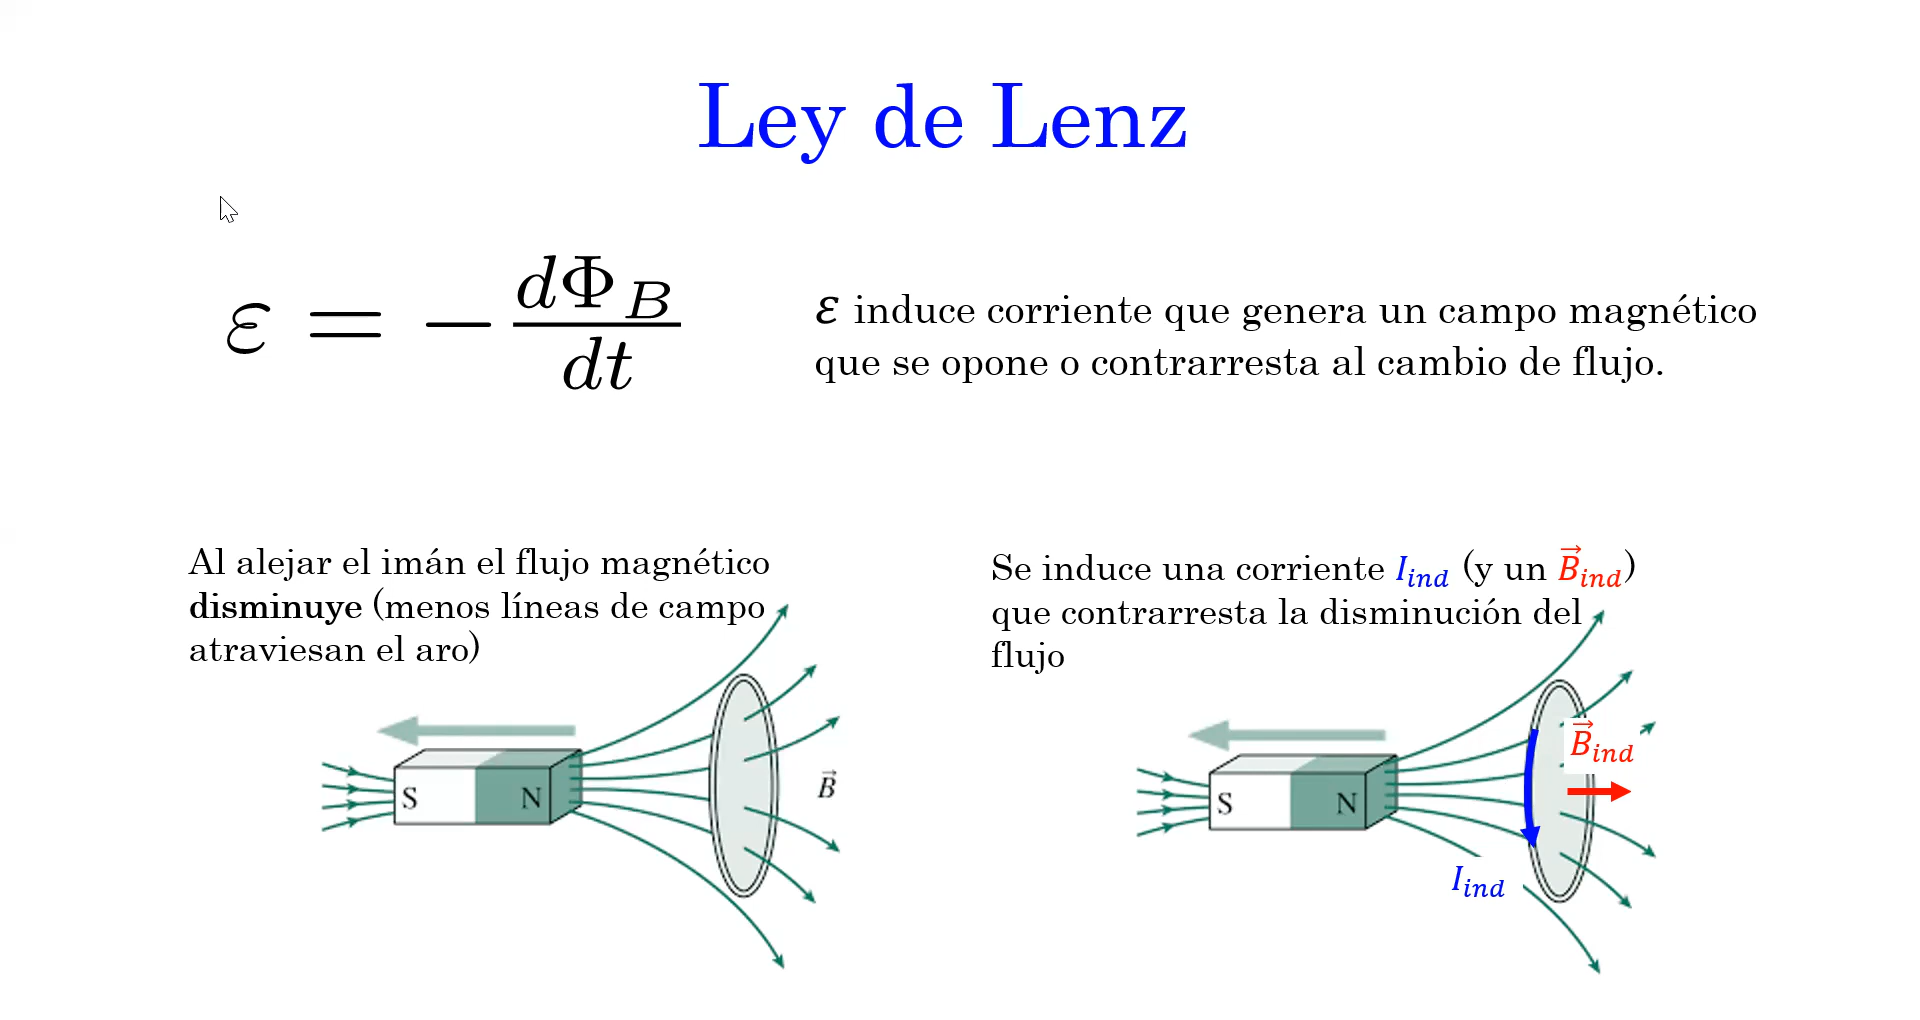 Ley de Lenz
ε = − dΦ_B / dt
ε induce corriente que genera un campo magnético
que se opone o contrarresta al cambio de flujo.
Al alejar el imán el flujo magnético
disminuye (menos líneas de campo
atraviesan el aro)
S N
B⃗
Se induce una corriente I_ind (y un B⃗_ind)
que contrarresta la disminución del
flujo
B⃗_ind
S N
I_ind